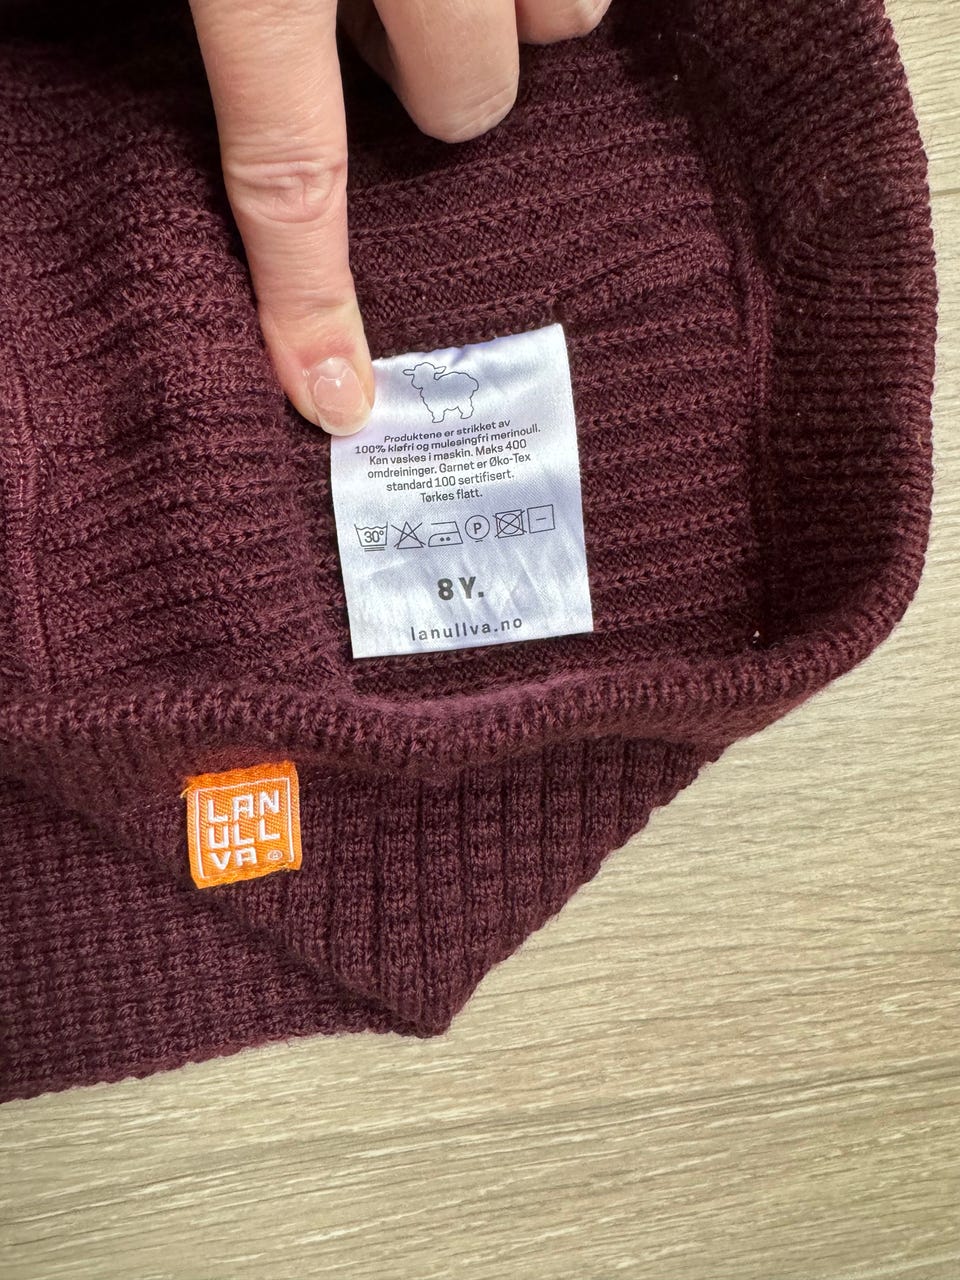 Produktene er strikket av
100% kløfri og mulesingfri merinoull.
Kan vaskes i maskin. Maks 400
omdreininger. Garnet er Øko-Tex
standard 100 sertifisert.
Tørkes flatt.
30° P
8Y.
lanullva.no
LAN
ULL
VA ®